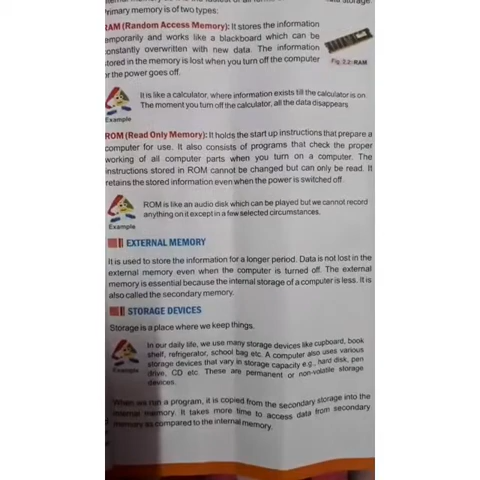 Primary memory is of two types:
RAM (Random Access Memory): It stores the information
temporarily and works like a blackboard which can be
constantly overwritten with new data. The information
stored in the memory is lost when you turn off the computer
or the power goes off.
Fig. 2.2: RAM
It is like a calculator, where information exists till the calculator is on.
The moment you turn off the calculator, all the data disappears.
Example
ROM (Read Only Memory): It holds the start up instructions that prepare a
computer for use. It also consists of programs that check the proper
working of all computer parts when you turn on a computer. The
instructions stored in ROM cannot be changed but can only be read. It
retains the stored information even when the power is switched off.
ROM is like an audio disk which can be played but we cannot record
anything on it except in a few selected circumstances.
Example
EXTERNAL MEMORY
It is used to store the information for a longer period. Data is not lost in the
external memory even when the computer is turned off. The external
memory is essential because the internal storage of a computer is less. It is
also called the secondary memory.
STORAGE DEVICES
Storage is a place where we keep things.
In our daily life, we use many storage devices like cupboard, book
shelf, refrigerator, school bag etc. A computer also uses various
storage devices that vary in storage capacity e.g., hard disk, pen
drive, CD etc. These are permanent or non-volatile storage
devices.
Example
When we run a program, it is copied from the secondary storage into the
internal memory. It takes more time to access data from secondary
memory as compared to the internal memory.